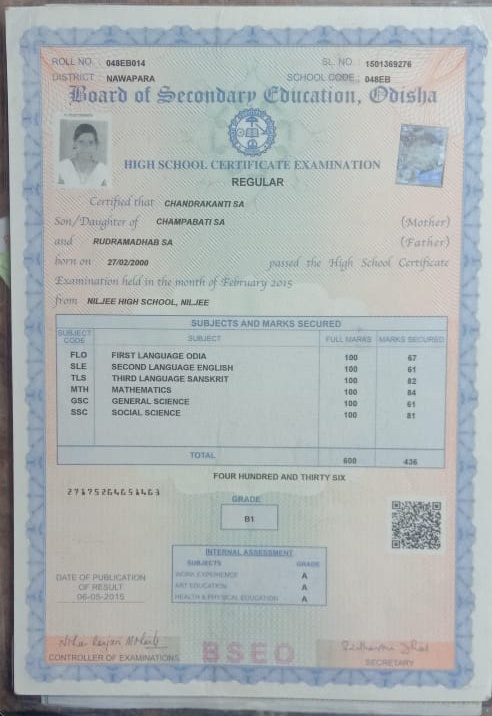 ROLL NO : 048EB014 SL. NO. 1501369276
DISTRICT : NAWAPARA SCHOOL CODE : 048EB
Board of Secondary Education, Odisha
HIGH SCHOOL CERTIFICATE EXAMINATION
REGULAR
Certified that CHANDRAKANTI SA
Son/Daughter of CHAMPABATI SA (Mother)
and RUDRAMADHAB SA (Father)
born on 27/02/2000 passed the High School Certificate
Examination held in the month of February 2015
from NILJEE HIGH SCHOOL, NILJEE
SUBJECTS AND MARKS SECURED
SUBJECT CODE SUBJECT FULL MARKS MARKS SECURED
FLO FIRST LANGUAGE ODIA 100 67
SLE SECOND LANGUAGE ENGLISH 100 61
TLS THIRD LANGUAGE SANSKRIT 100 82
MTH MATHEMATICS 100 84
GSC GENERAL SCIENCE 100 61
SSC SOCIAL SCIENCE 100 81
TOTAL 600 436
FOUR HUNDRED AND THIRTY SIX
GRADE
B1
INTERNAL ASSESSMENT
SUBJECTS GRADE
WORK EXPERIENCE A
ART EDUCATION A
HEALTH & PHYSICAL EDUCATION A
DATE OF PUBLICATION
OF RESULT
06-05-2015
CONTROLLER OF EXAMINATIONS
BSEO
SECRETARY